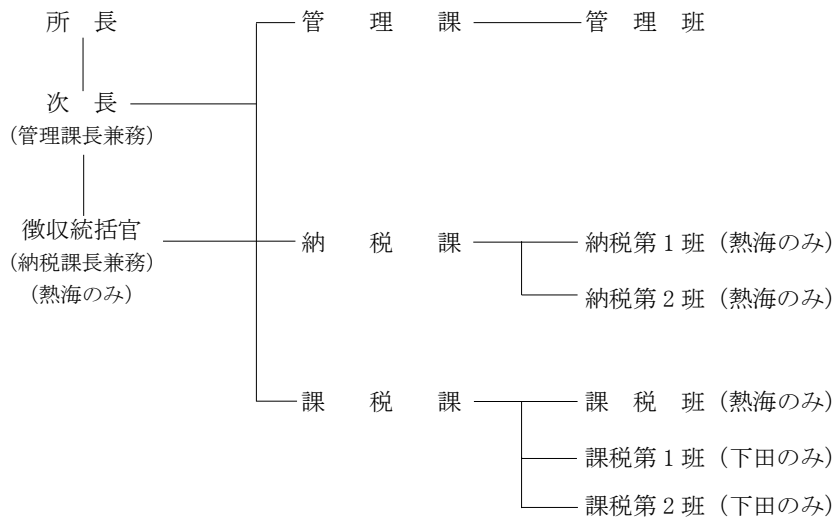 所長
管理課 管理班
次長
(管理課長兼務)
徴収統括官
(納税課長兼務)
(熱海のみ)
納税課 納税第1班(熱海のみ)
納税第2班(熱海のみ)
課税課 課税班(熱海のみ)
課税第1班(下田のみ)
課税第2班(下田のみ)